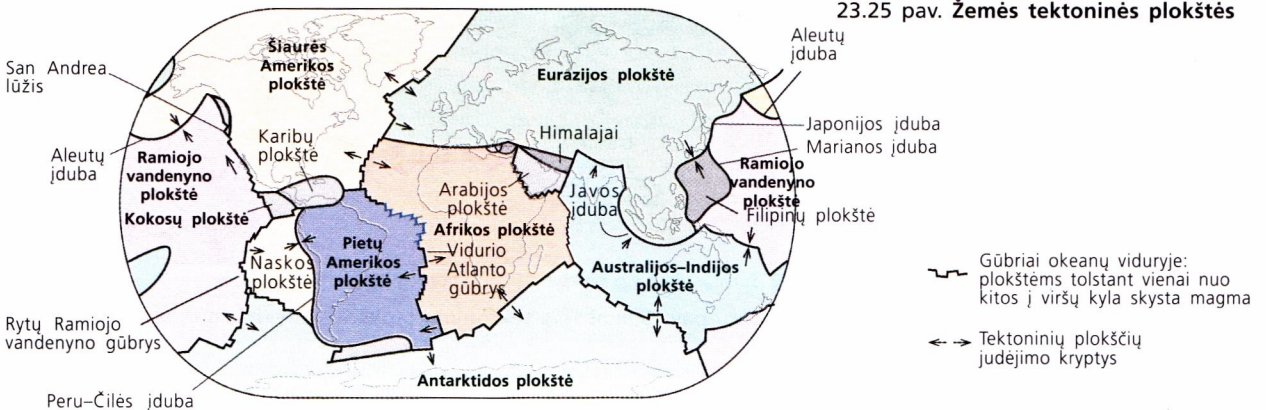 23.25 pav. Žemės tektoninės plokštės
San Andrea
lūžis
Šiaurės
Amerikos
plokštė
Eurazijos plokštė
Aleutų
įduba
Karibų
plokštė
Himalajai
Japonijos įduba
Marianos įduba
Aleutų
įduba
Ramiojo
vandenyno
plokštė
Kokosų plokštė
Arabijos
plokštė
Javos
įduba
Ramiojo
vandenyno
plokštė
Filipinų plokštė
Afrikos plokštė
Pietų
Amerikos
plokštė
Vidurio
Atlanto
gūbrys
Naskos
plokštė
Australijos–Indijos
plokštė
Gūbriai okeanų viduryje:
plokštėms tolstant vienai nuo
kitos į viršų kyla skysta magma
Rytų Ramiojo
vandenyno gūbrys
Tektoninių plokščių
judėjimo kryptys
Antarktidos plokštė
Peru–Čilės įduba